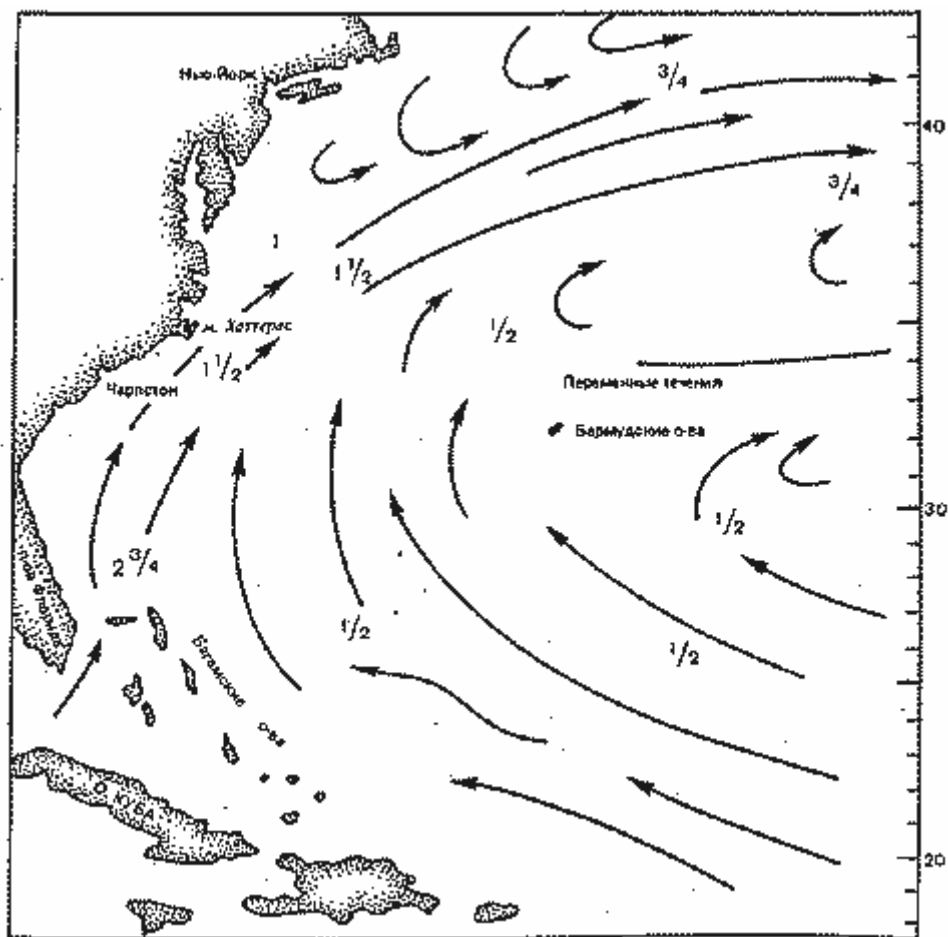 Нью-Йорк
3/4
40
3/4
1
1 1/2
м. Хаттерас
1/2
1 1/2
Чарлстон
Переменные течения
Бермудские о-ва
30
1/2
2 3/4
1/2
1/2
Багамские
о-ва
О. КУБА
20